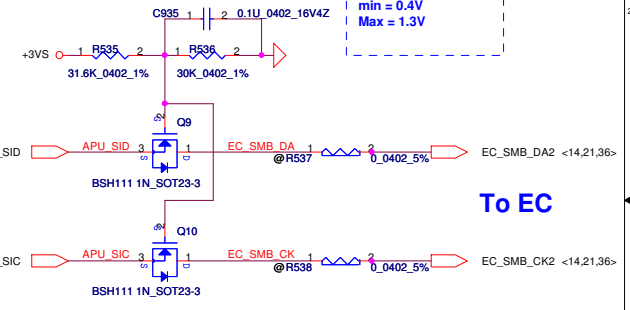 C935
0.1U_0402_16V4Z
min = 0.4V
Max = 1.3V
+3VS
1 R535 2
1 R536 2
31.6K_0402_1%
30K_0402_1%
1 2
2
G
Q9
_SID
APU_SID 3 1 EC_SMB_DA 1 2
S D
@R537
0_0402_5%
EC_SMB_DA2 <14,21,36>
BSH111 1N_SOT23-3
To EC
2
G
Q10
_SIC
APU_SIC 3 1 EC_SMB_CK 1 2
S D
@R538
0_0402_5%
EC_SMB_CK2 <14,21,36>
BSH111 1N_SOT23-3